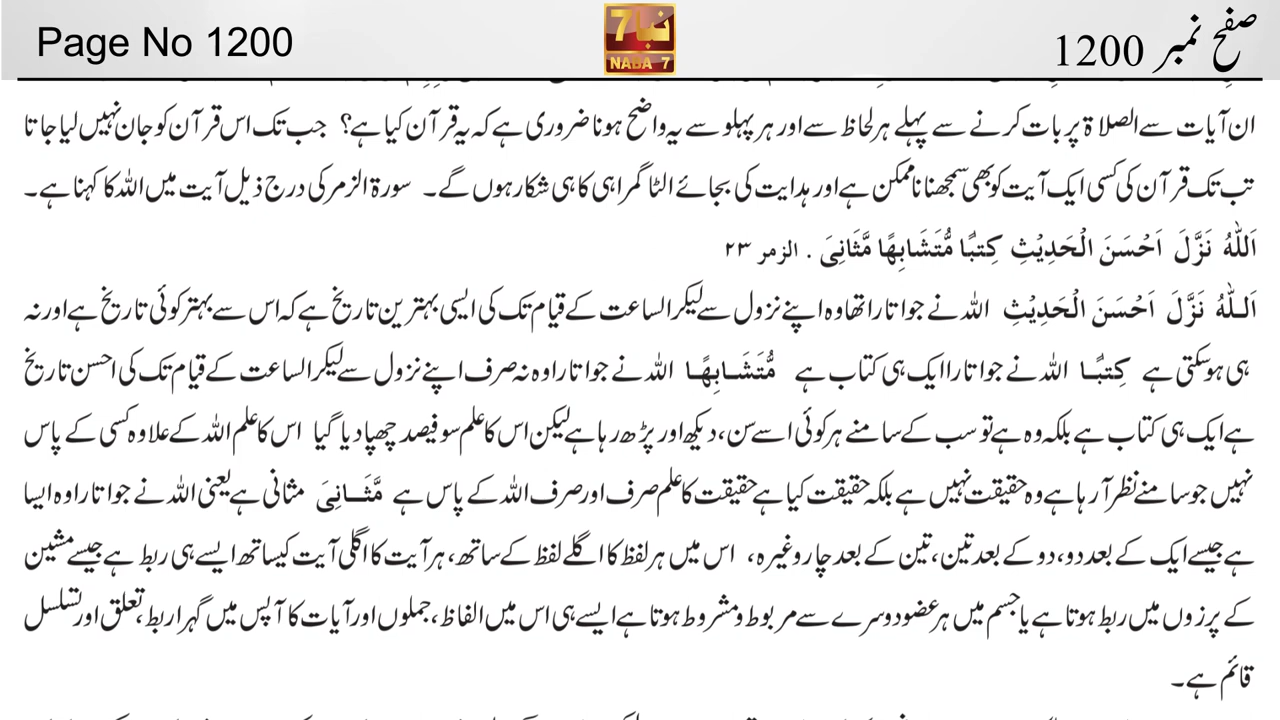 Page No 1200
نبا 7
NABA 7
صفحہ نمبر 1200
ان آیات سے الصلاۃ پر بات کرنے سے پہلے ہر لحاظ سے اور ہر پہلو سے یہ واضح ہونا ضروری ہے کہ یہ قرآن کیا ہے؟ جب تک اس قرآن کو جان نہیں لیا جاتا
تب تک قرآن کی کسی ایک آیت کو بھی سمجھنا ناممکن ہے اور ہدایت کی بجائے الٹا گمراہی کا ہی شکار ہوں گے۔ سورۃ الزمر کی درج ذیل آیت میں اللہ کا کہنا ہے۔
اَللّٰهُ نَزَّلَ اَحْسَنَ الْحَدِيْثِ كِتٰبًا مُّتَشَابِهًا مَّثَانِىَ . الزمر ۲۳
اَللّٰهُ نَزَّلَ اَحْسَنَ الْحَدِيْثِ اللہ نے جو اتارا تھا وہ اپنے نزول سے لیکر الساعت کے قیام تک کی ایسی بہترین تاریخ ہے کہ اس سے بہتر کوئی تاریخ ہے اور نہ
ہی ہو سکتی ہے كِتٰبًا اللہ نے جو اتارا ایک ہی کتاب ہے مُّتَشَابِهًا اللہ نے جو اتارا وہ نہ صرف اپنے نزول سے لیکر الساعت کے قیام تک کی احسن تاریخ
ہے ایک ہی کتاب ہے بلکہ وہ ہے تو سب کے سامنے ہر کوئی اسے سن، دیکھ اور پڑھ رہا ہے لیکن اس کا علم سو فیصد چھپا دیا گیا اس کا علم اللہ کے علاوہ کسی کے پاس
نہیں جو سامنے نظر آ رہا ہے وہ حقیقت نہیں ہے بلکہ حقیقت کیا ہے حقیقت کا علم صرف اور صرف اللہ کے پاس ہے مَّثَانِىَ مثانی ہے یعنی اللہ نے جو اتارا وہ ایسا
ہے جیسے ایک کے بعد دو، دو کے بعد تین، تین کے بعد چار وغیرہ، اس میں ہر لفظ کا اگلے لفظ کے ساتھ، ہر آیت کا اگلی آیت کیساتھ ایسے ہی ربط ہے جیسے مشین
کے پرزوں میں ربط ہوتا ہے یا جسم میں ہر عضو دوسرے سے مربوط و مشروط ہوتا ہے ایسے ہی اس میں الفاظ، جملوں اور آیات کا آپس میں گہرا ربط، تعلق اور تسلسل
قائم ہے۔